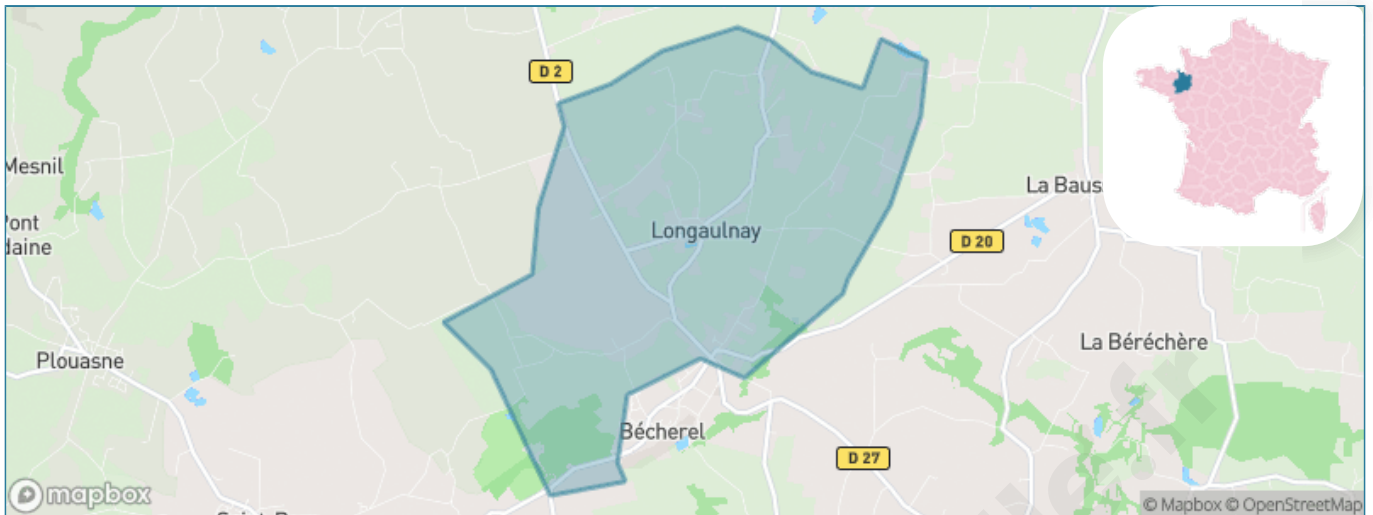 D 2
Mesnil
La Baus
Pont
daine
Longaulnay
D 20
La Béréchère
Plouasne
Bécherel
D 27
mapbox
© Mapbox © OpenStreetMap